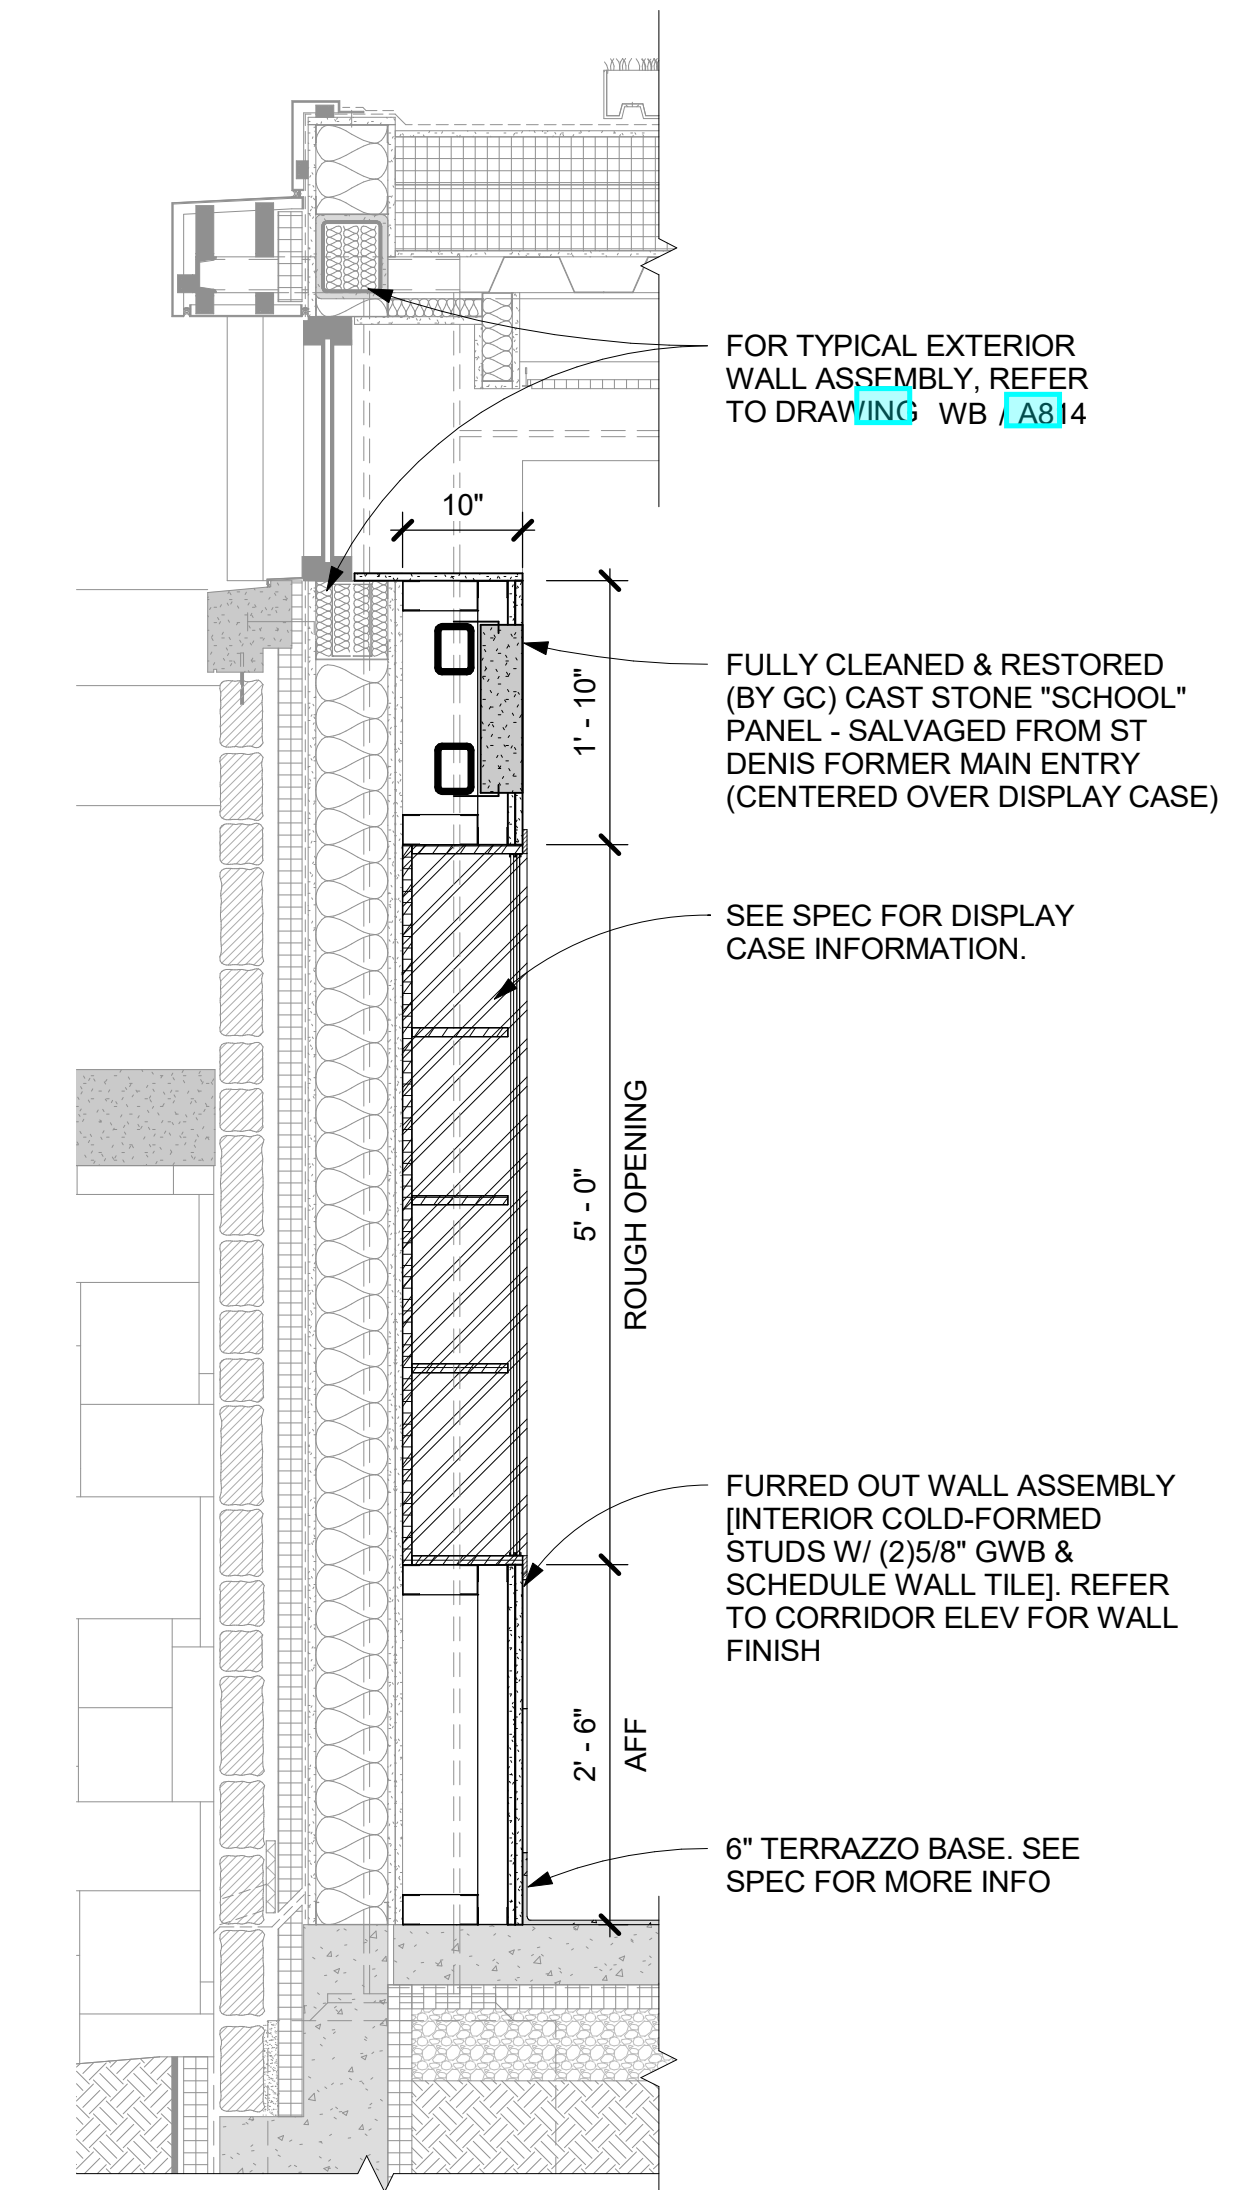 FOR TYPICAL EXTERIOR
WALL ASSEMBLY, REFER
TO DRAWING WB / A814
10"
1' - 10"
FULLY CLEANED & RESTORED
(BY GC) CAST STONE "SCHOOL"
PANEL - SALVAGED FROM ST
DENIS FORMER MAIN ENTRY
(CENTERED OVER DISPLAY CASE)
SEE SPEC FOR DISPLAY
CASE INFORMATION.
5' - 0"
ROUGH OPENING
FURRED OUT WALL ASSEMBLY
[INTERIOR COLD-FORMED
STUDS W/ (2)5/8" GWB &
SCHEDULE WALL TILE]. REFER
TO CORRIDOR ELEV FOR WALL
FINISH
2' - 6"
AFF
6" TERRAZZO BASE. SEE
SPEC FOR MORE INFO